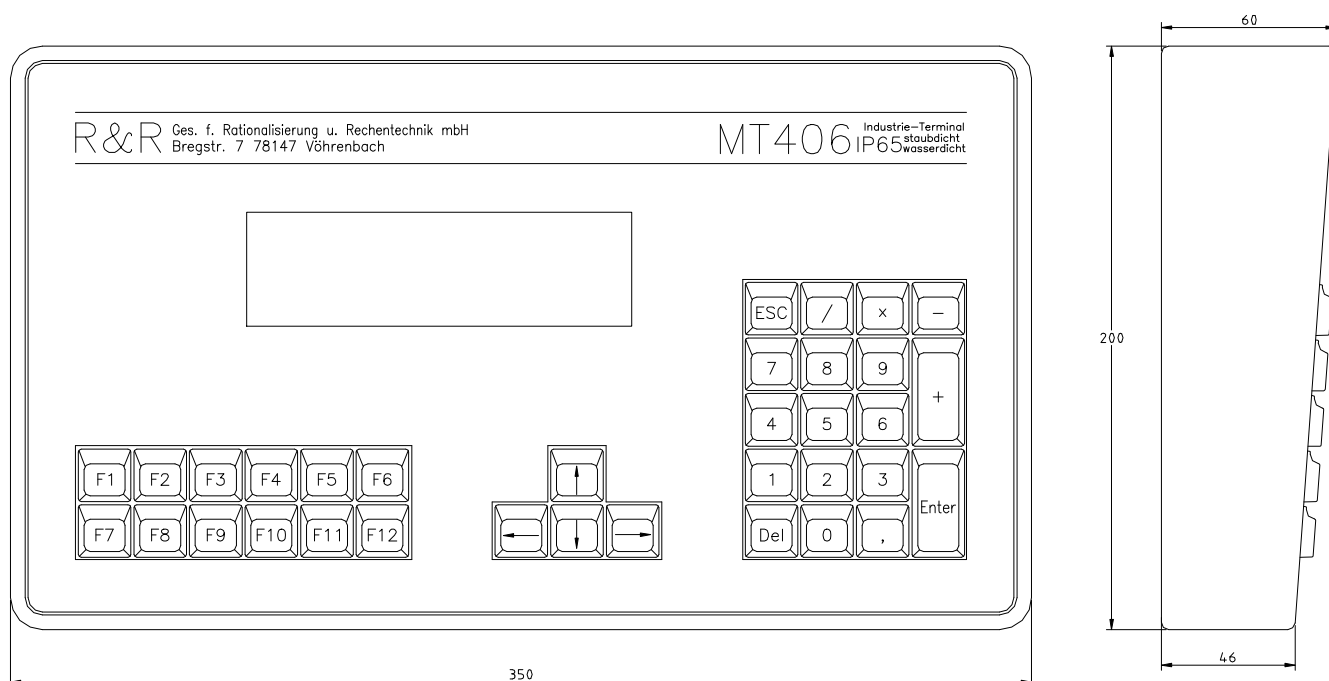 60
R&R Ges. f. Rationalisierung u. Rechentechnik mbH
Bregstr. 7 78147 Vöhrenbach
MT406 IP65 Industrie-Terminal
staubdicht
wasserdicht
ESC / × -
7 8 9 +
4 5 6
1 2 3 Enter
Del 0 ,
F1 F2 F3 F4 F5 F6
F7 F8 F9 F10 F11 F12
↑
← ↓ →
200
46
350